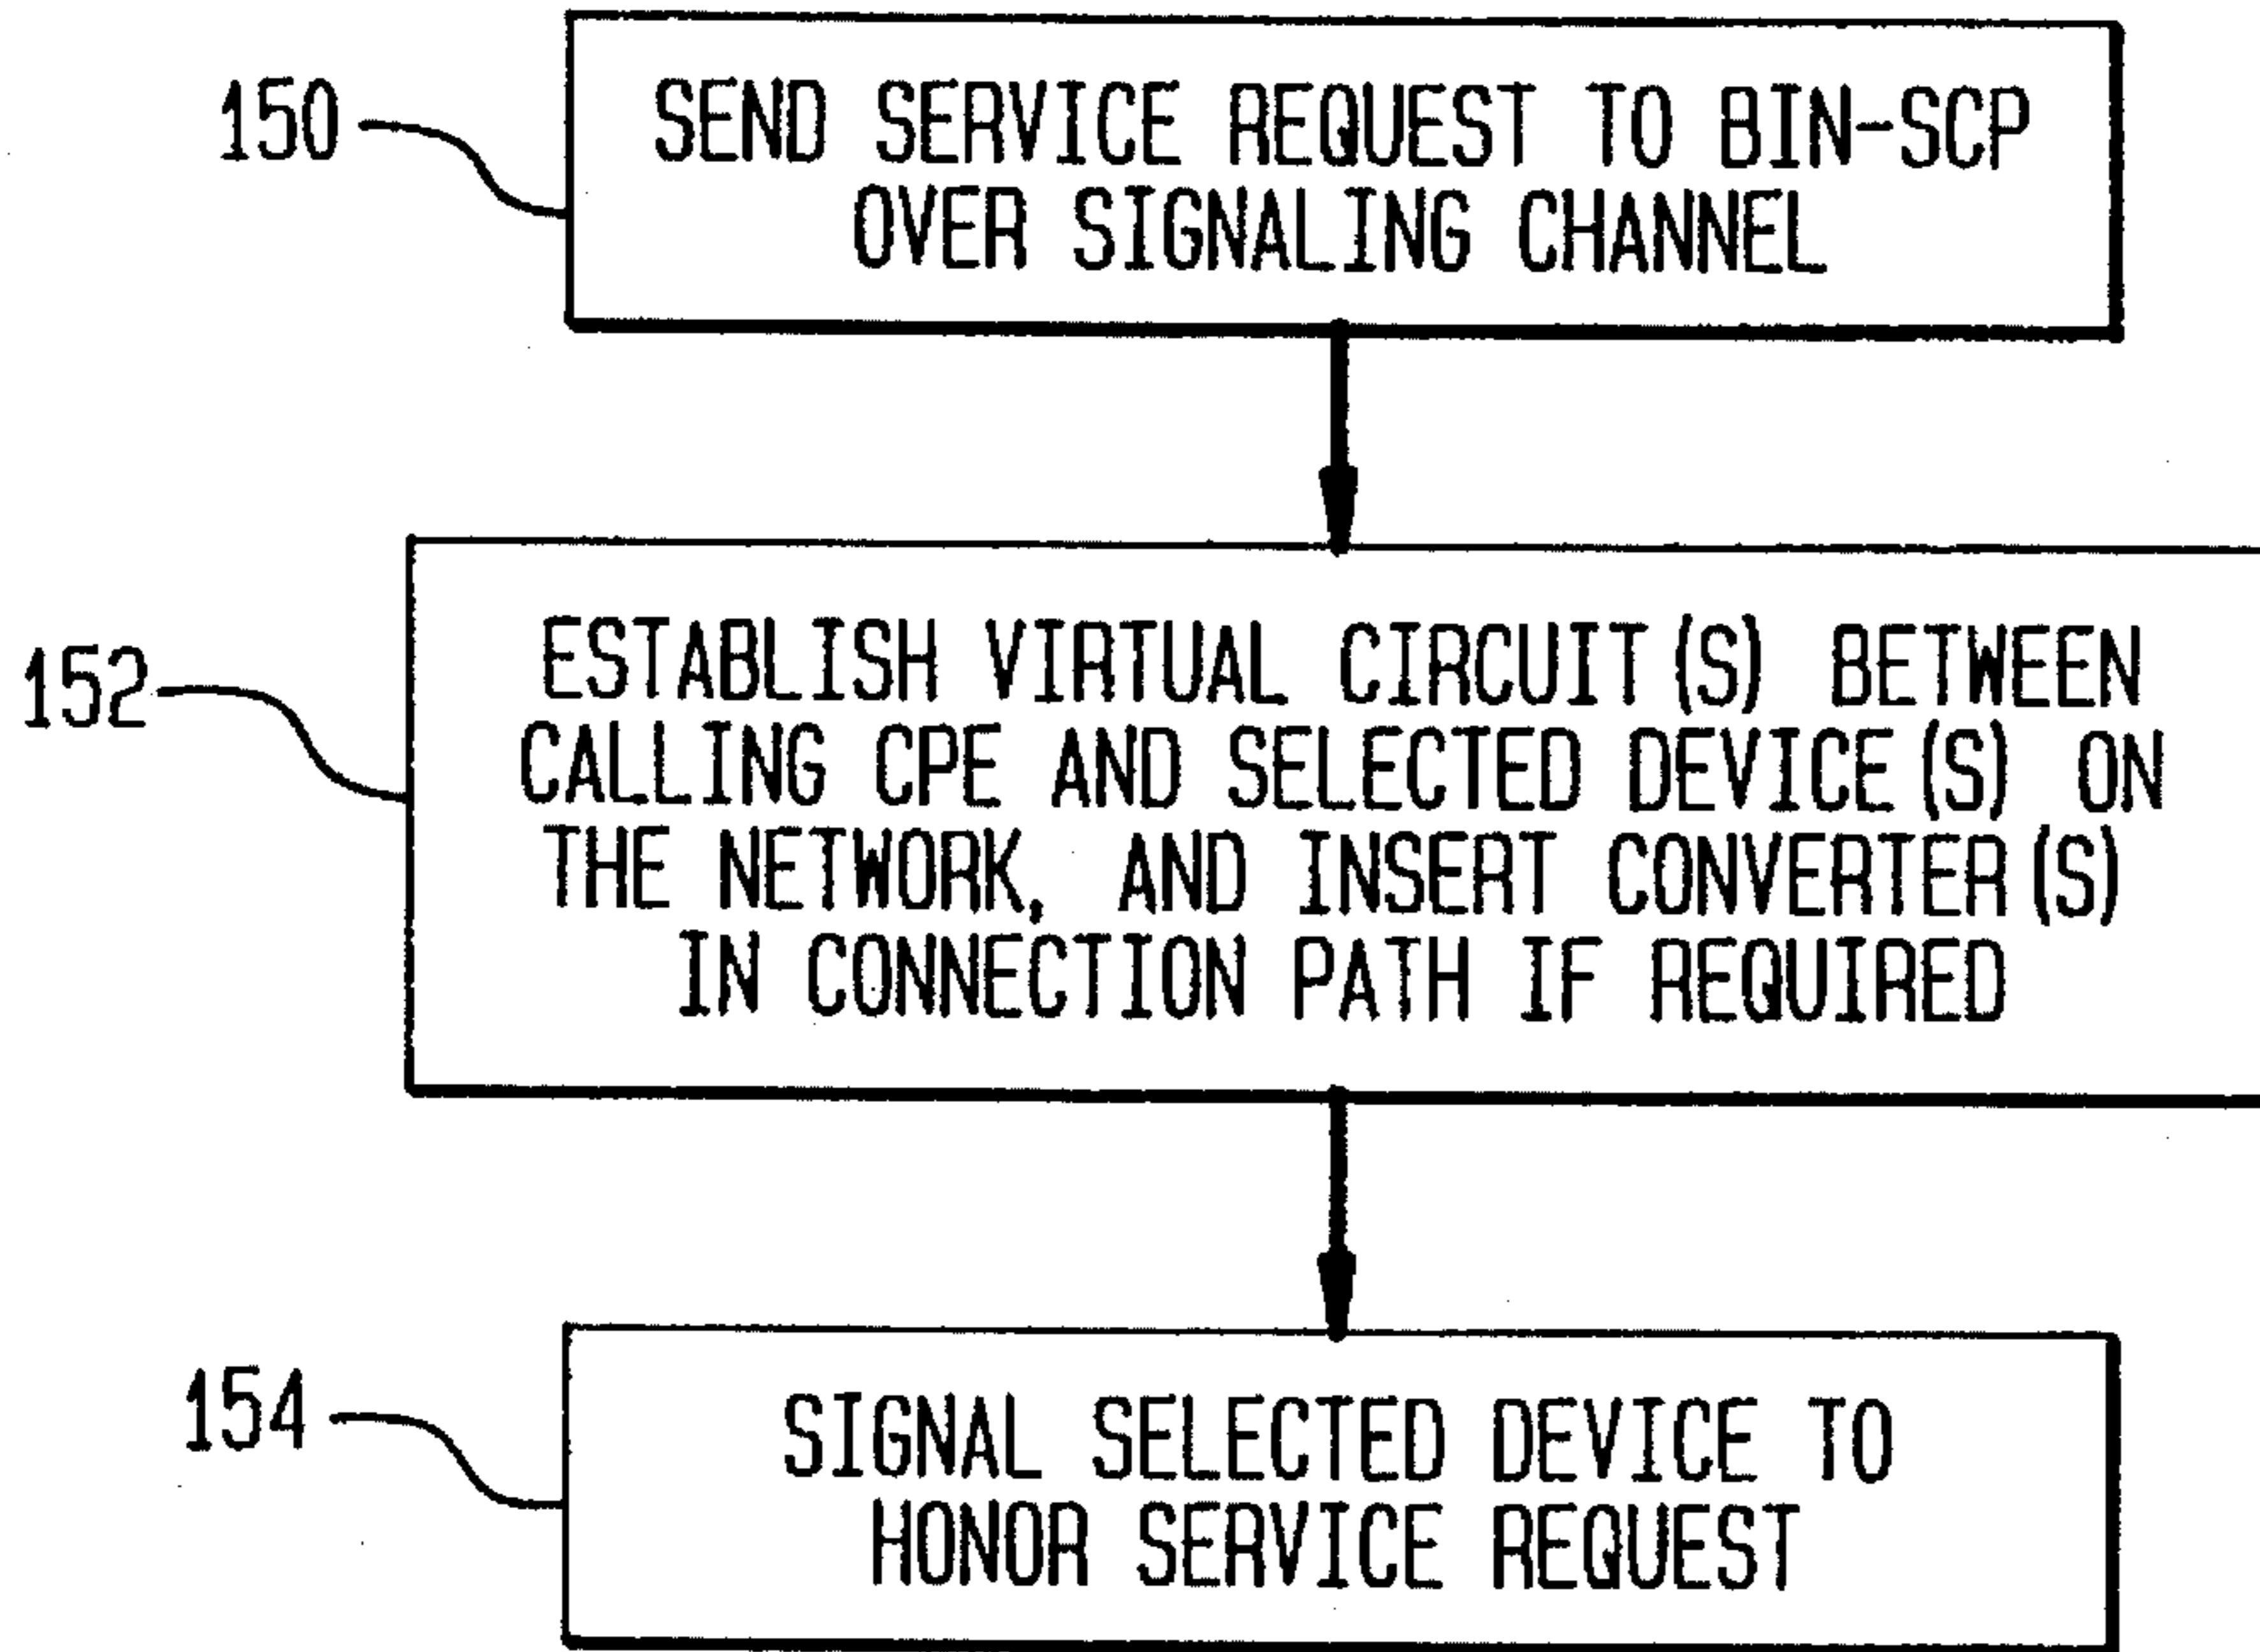 150
SEND SERVICE REQUEST TO BIN-SCP
OVER SIGNALING CHANNEL
152
ESTABLISH VIRTUAL CIRCUIT(S) BETWEEN
CALLING CPE AND SELECTED DEVICE(S) ON
THE NETWORK, AND INSERT CONVERTER(S)
IN CONNECTION PATH IF REQUIRED
154
SIGNAL SELECTED DEVICE TO
HONOR SERVICE REQUEST